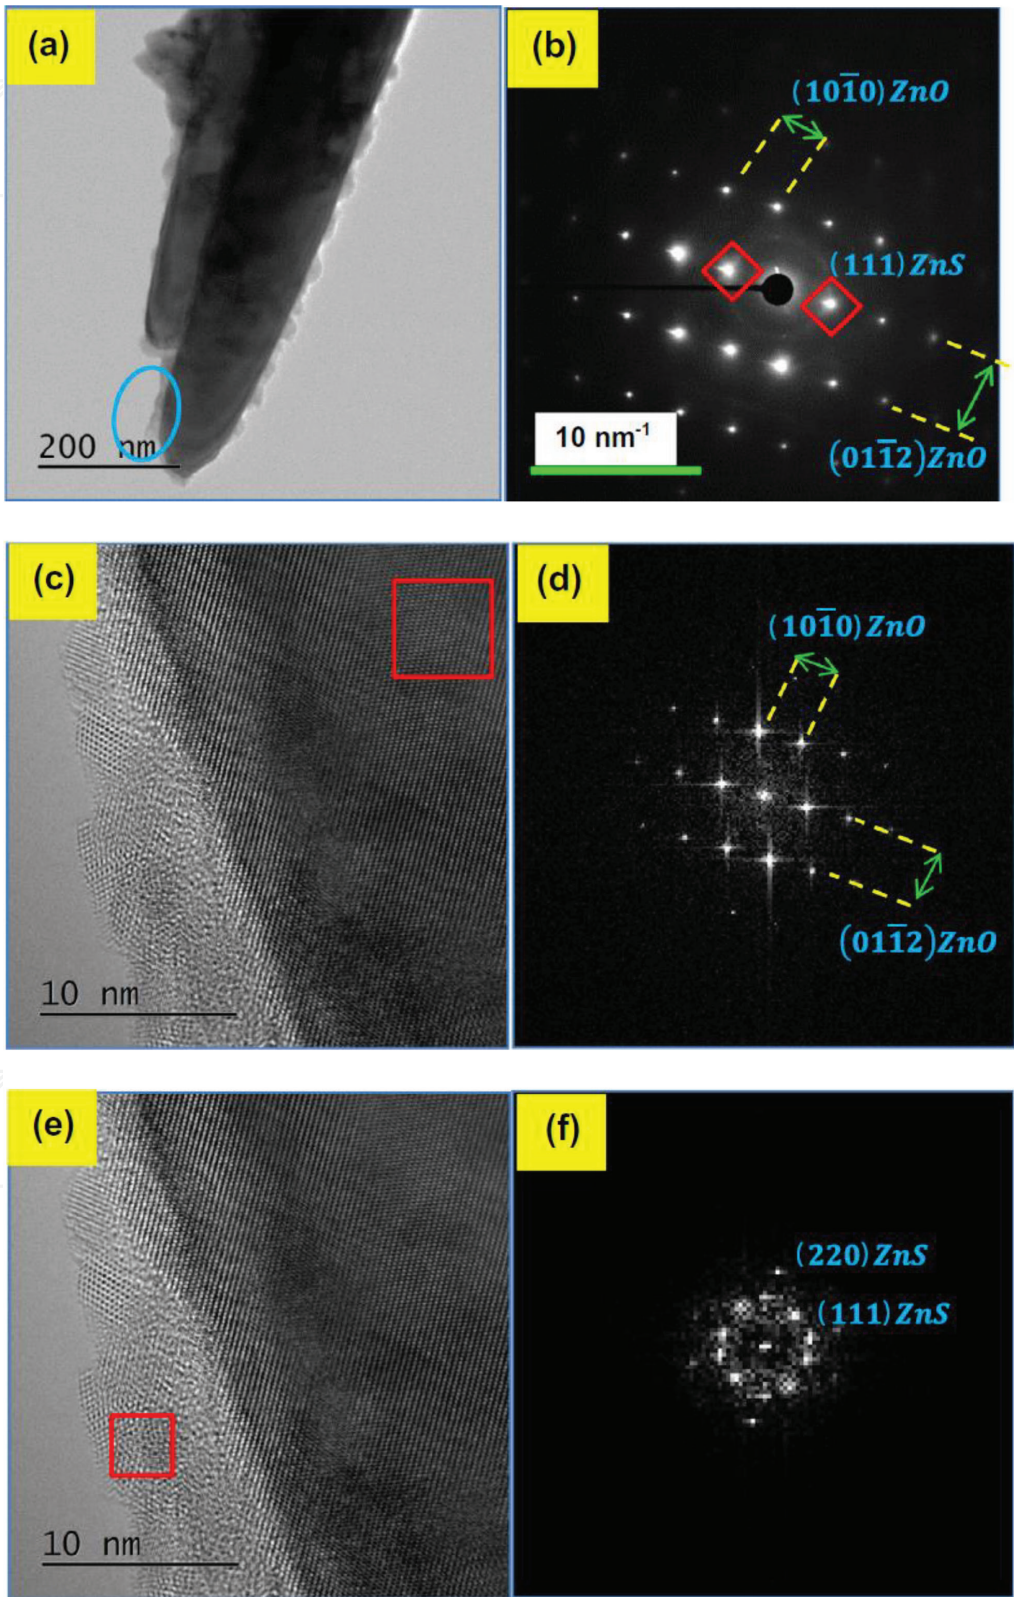 (a)
200 nm
(b)
(101̅0) ZnO
(111) ZnS
10 nm⁻¹
(011̅2) ZnO
(c)
10 nm
(d)
(101̅0) ZnO
(011̅2) ZnO
(e)
10 nm
(f)
(220) ZnS
(111) ZnS